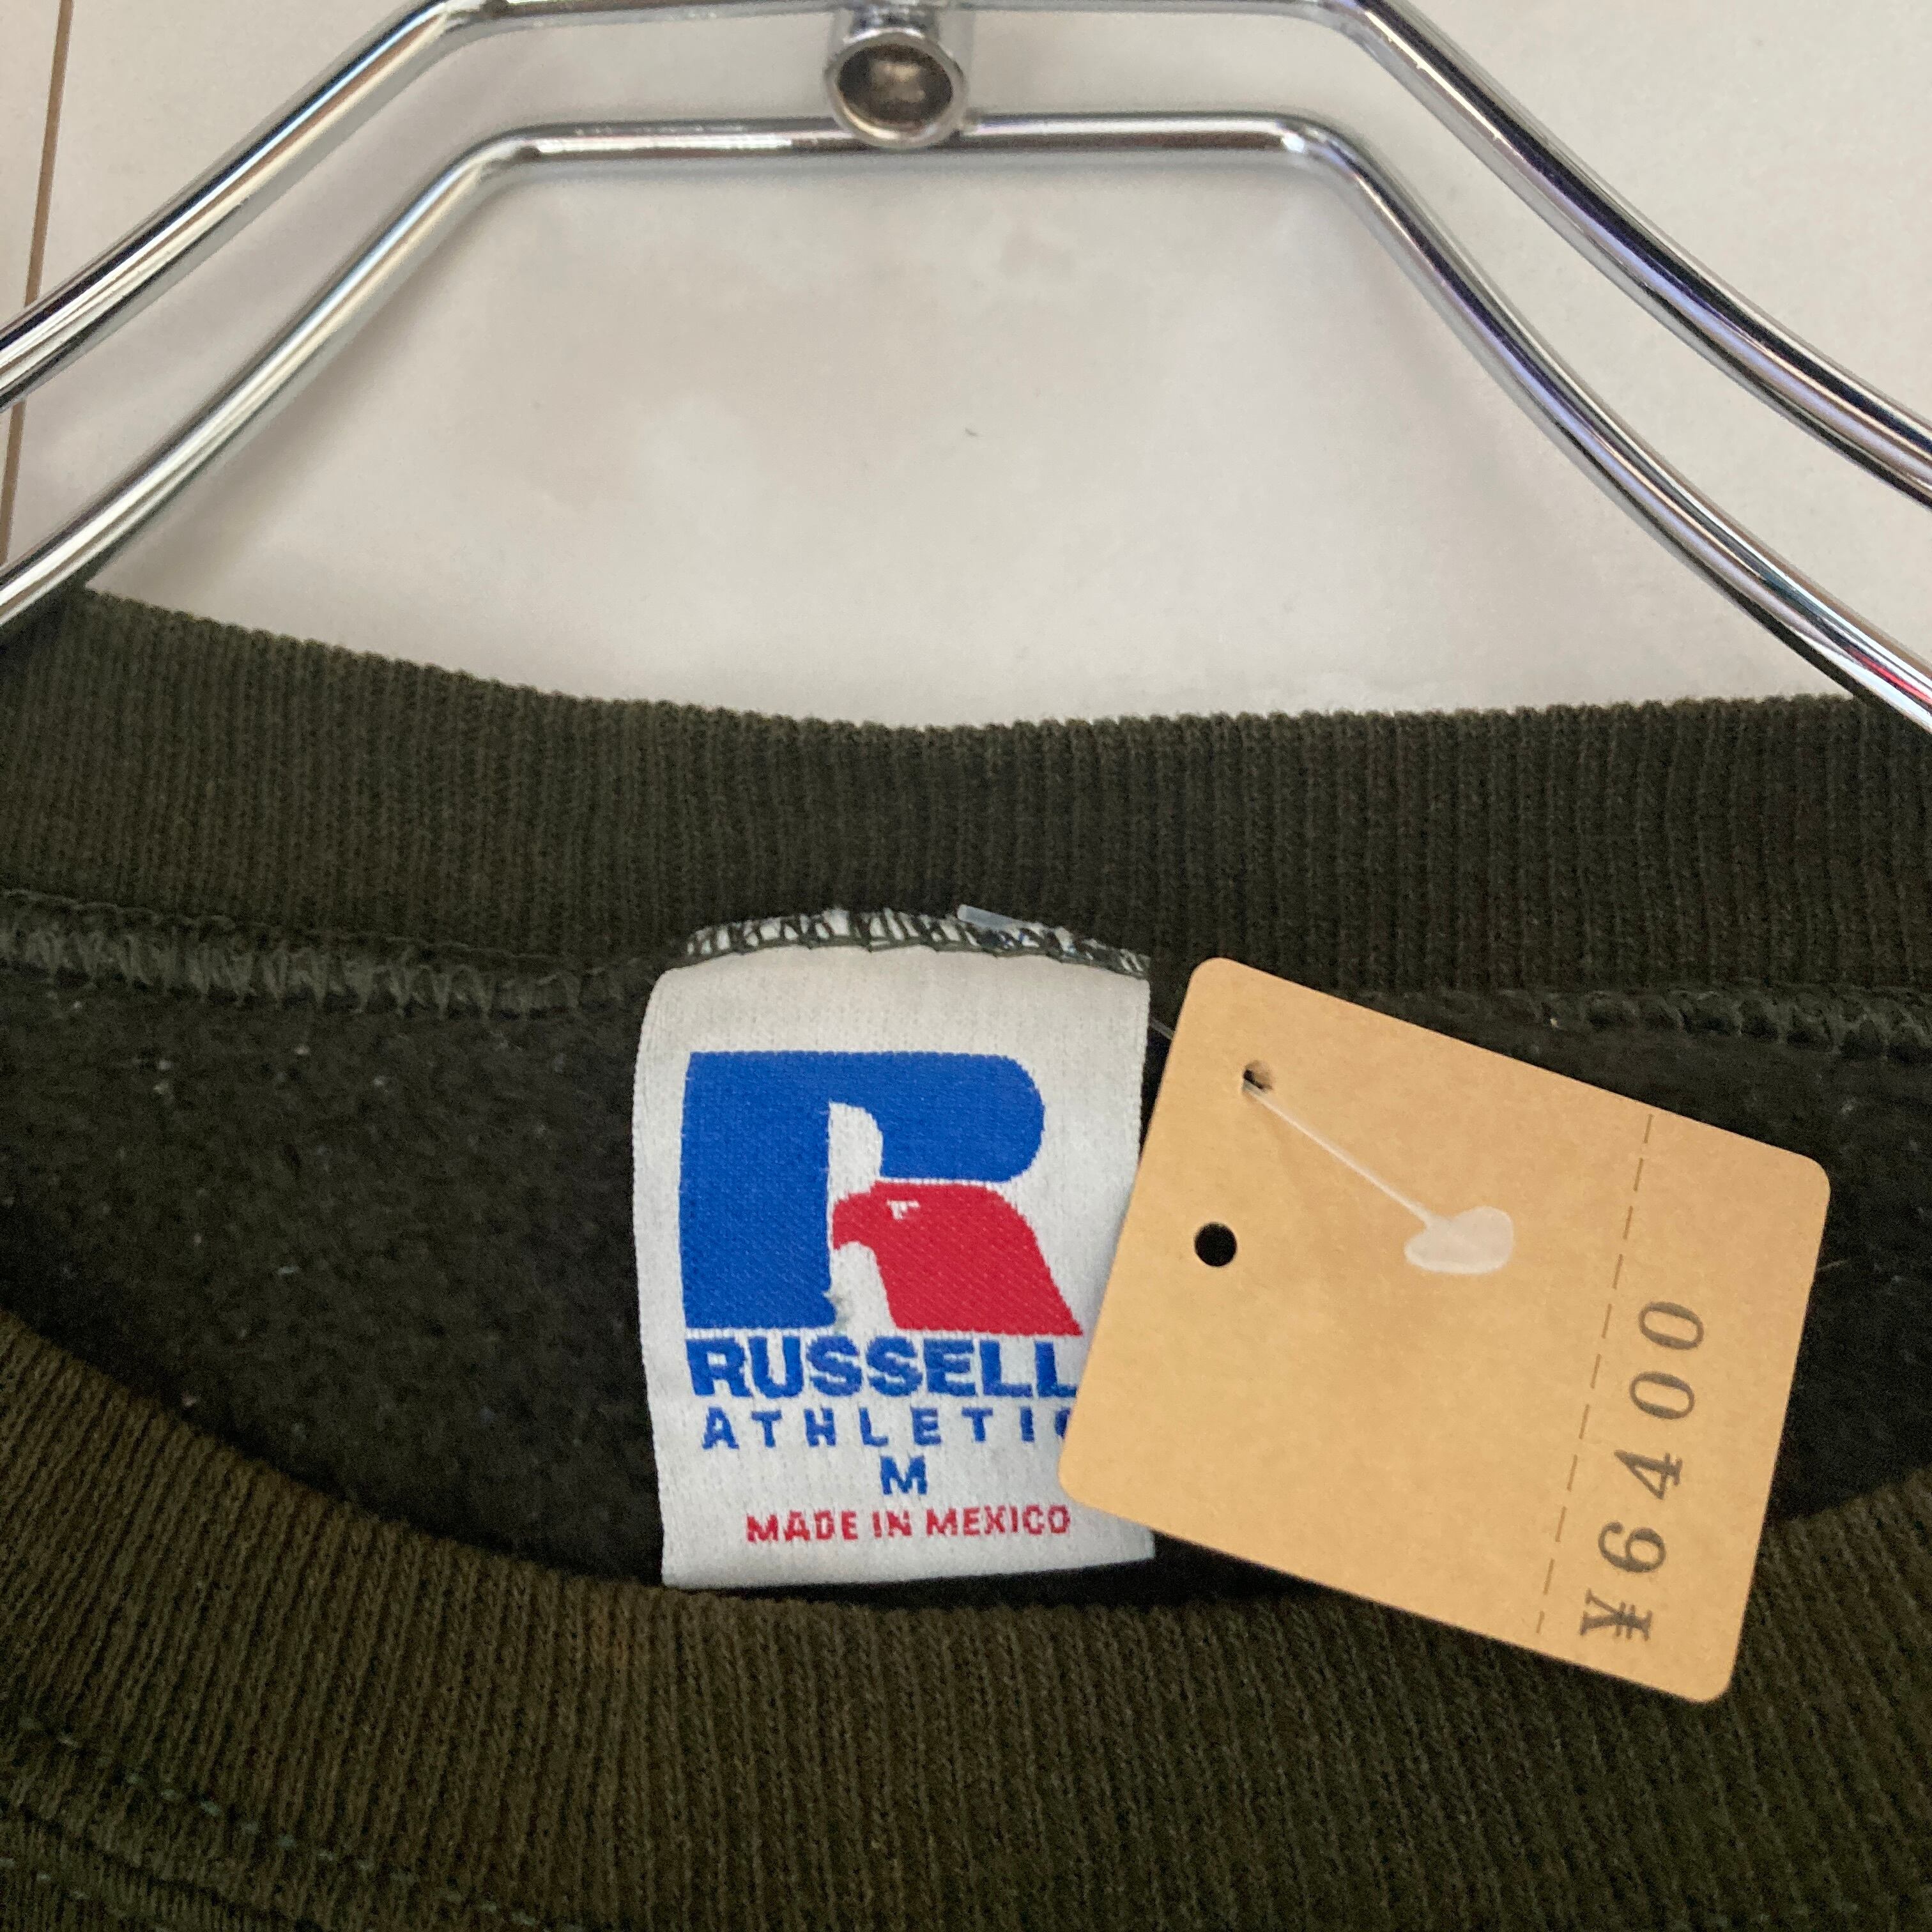 R
RUSSELL
ATHLETIC
M
MADE IN MEXICO
¥6400